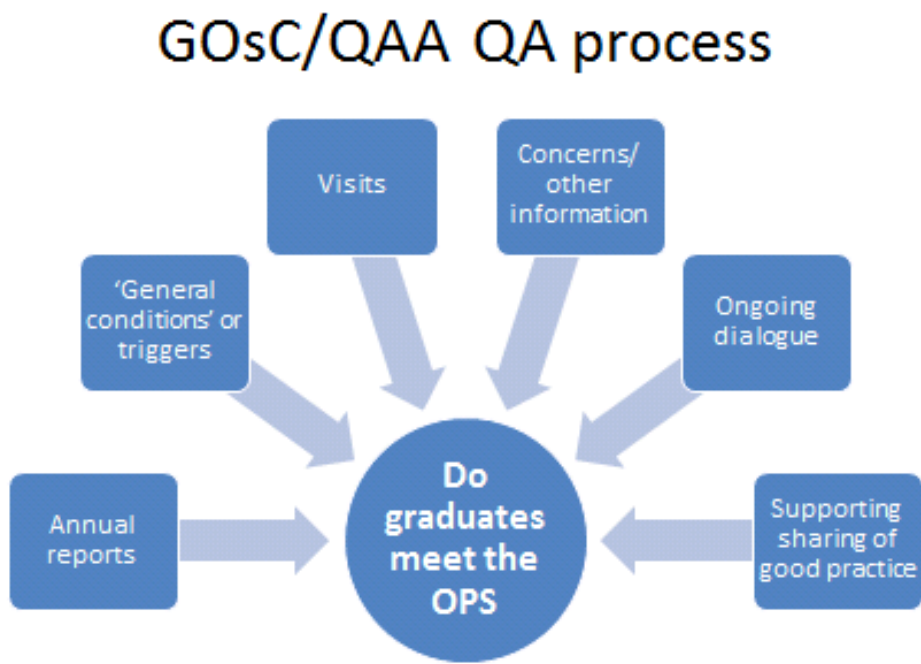 GOsC/QAA QA process
Visits
Concerns/
other
information
‘General
conditions’ or
triggers
Ongoing
dialogue
Annual
reports
Do
graduates
meet the
OPS
Supporting
sharing of
good practice